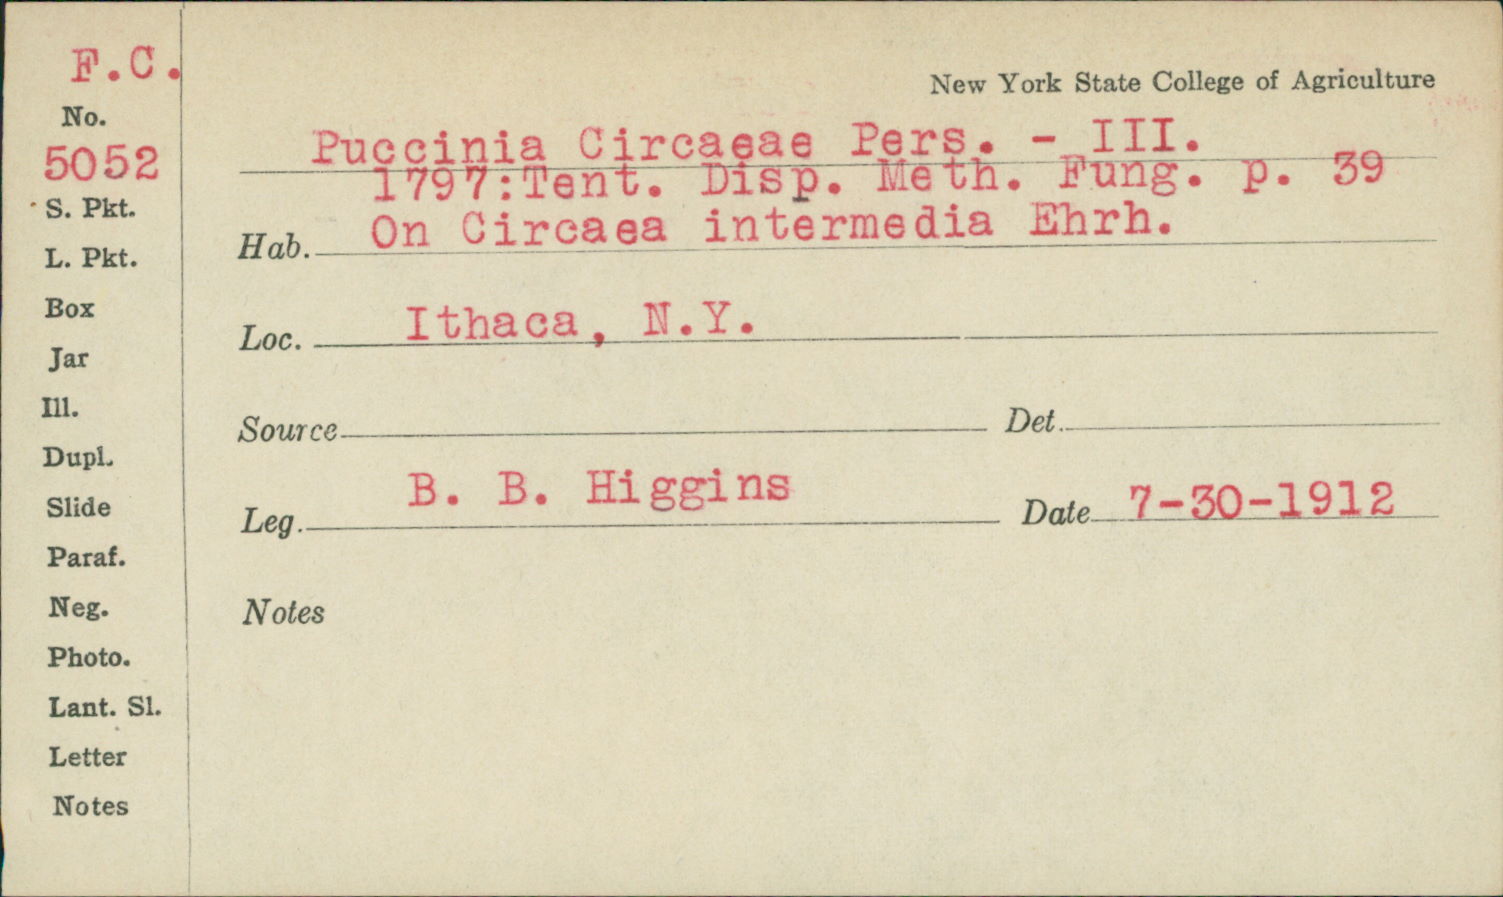 F.C.
No.
5052
S. Pkt.
L. Pkt.
Box
Jar
Ill.
Dupl.
Slide
Paraf.
Neg.
Photo.
Lant. Sl.
Letter
Notes
New York State College of Agriculture
Puccinia Circaeae Pers. - III.
1797:Tent. Disp. Meth. Fung. p. 39
Hab. On Circaea intermedia Ehrh.
Loc. Ithaca, N.Y.
Source Det.
Leg. B. B. Higgins Date 7-30-1912
Notes